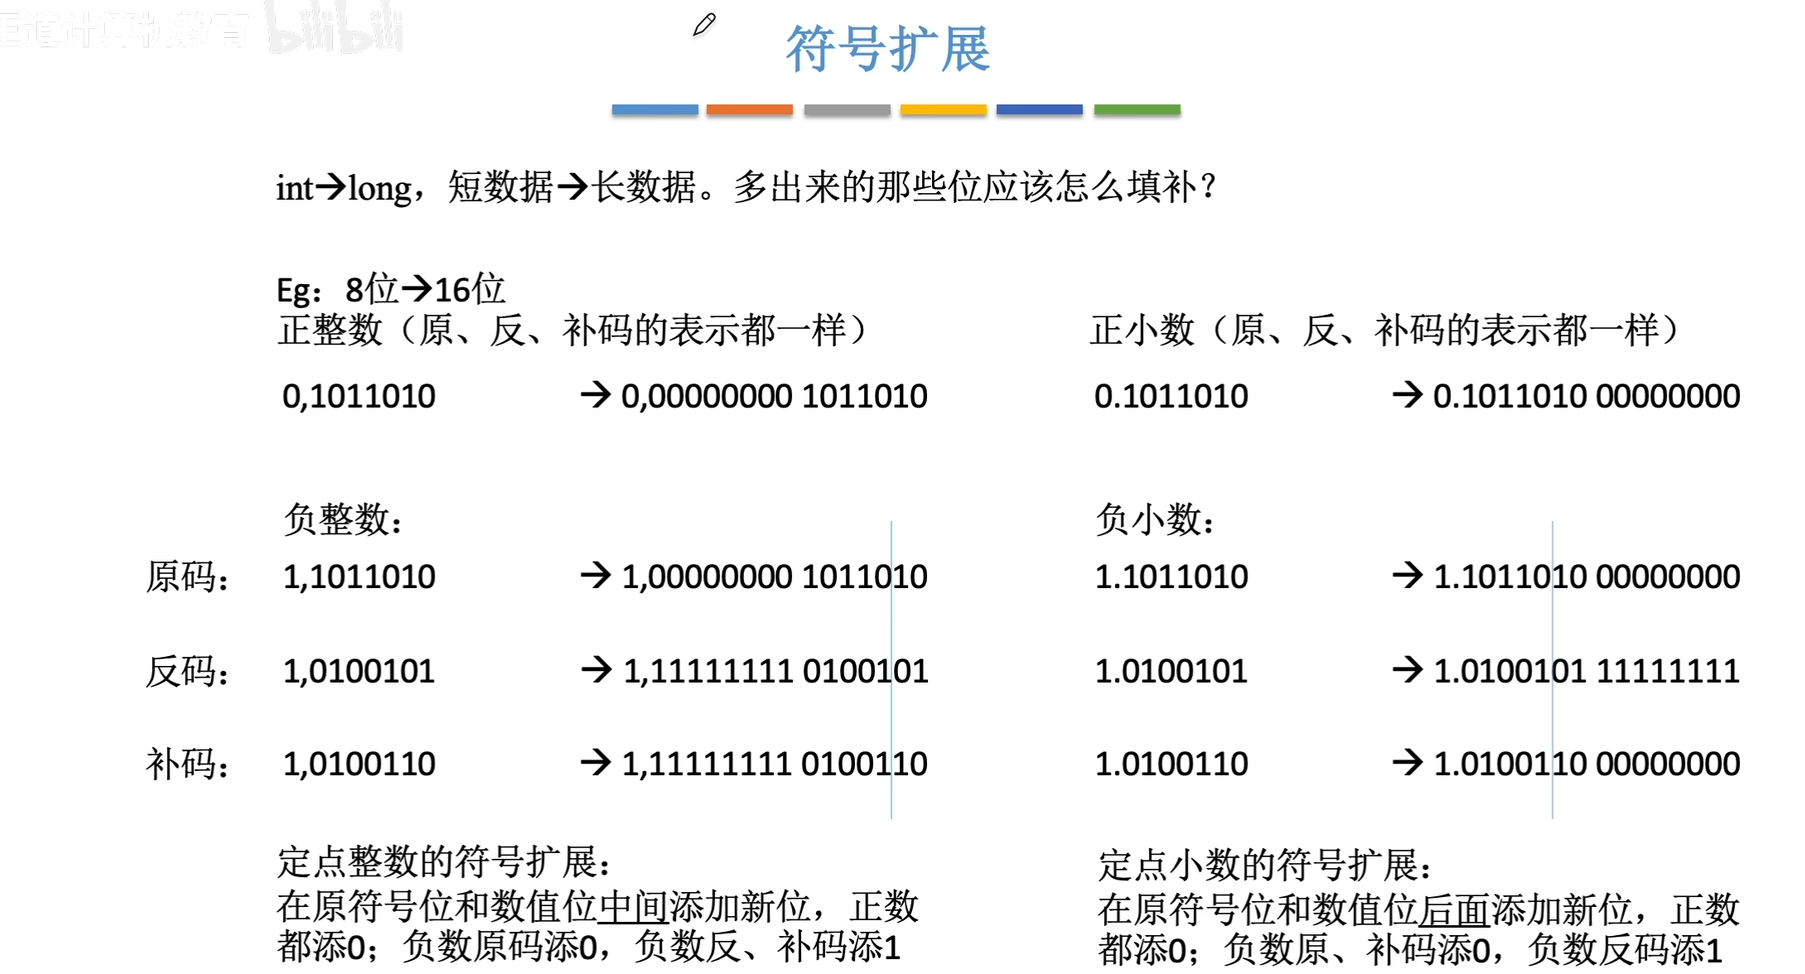 王道计算机教育 bilibili
符号扩展
int→long，短数据→长数据。多出来的那些位应该怎么填补？
Eg：8位→16位
正整数（原、反、补码的表示都一样）
0,1011010 → 0,00000000 1011010
正小数（原、反、补码的表示都一样）
0.1011010 → 0.1011010 00000000
负整数：
负小数：
原码： 1,1011010 → 1,00000000 1011010 1.1011010 → 1.1011010 00000000
反码： 1,0100101 → 1,11111111 0100101 1.0100101 → 1.0100101 11111111
补码： 1,0100110 → 1,11111111 0100110 1.0100110 → 1.0100110 00000000
定点整数的符号扩展：
在原符号位和数值位中间添加新位，正数
都添0；负数原码添0，负数反、补码添1
定点小数的符号扩展：
在原符号位和数值位后面添加新位，正数
都添0；负数原、补码添0，负数反码添1